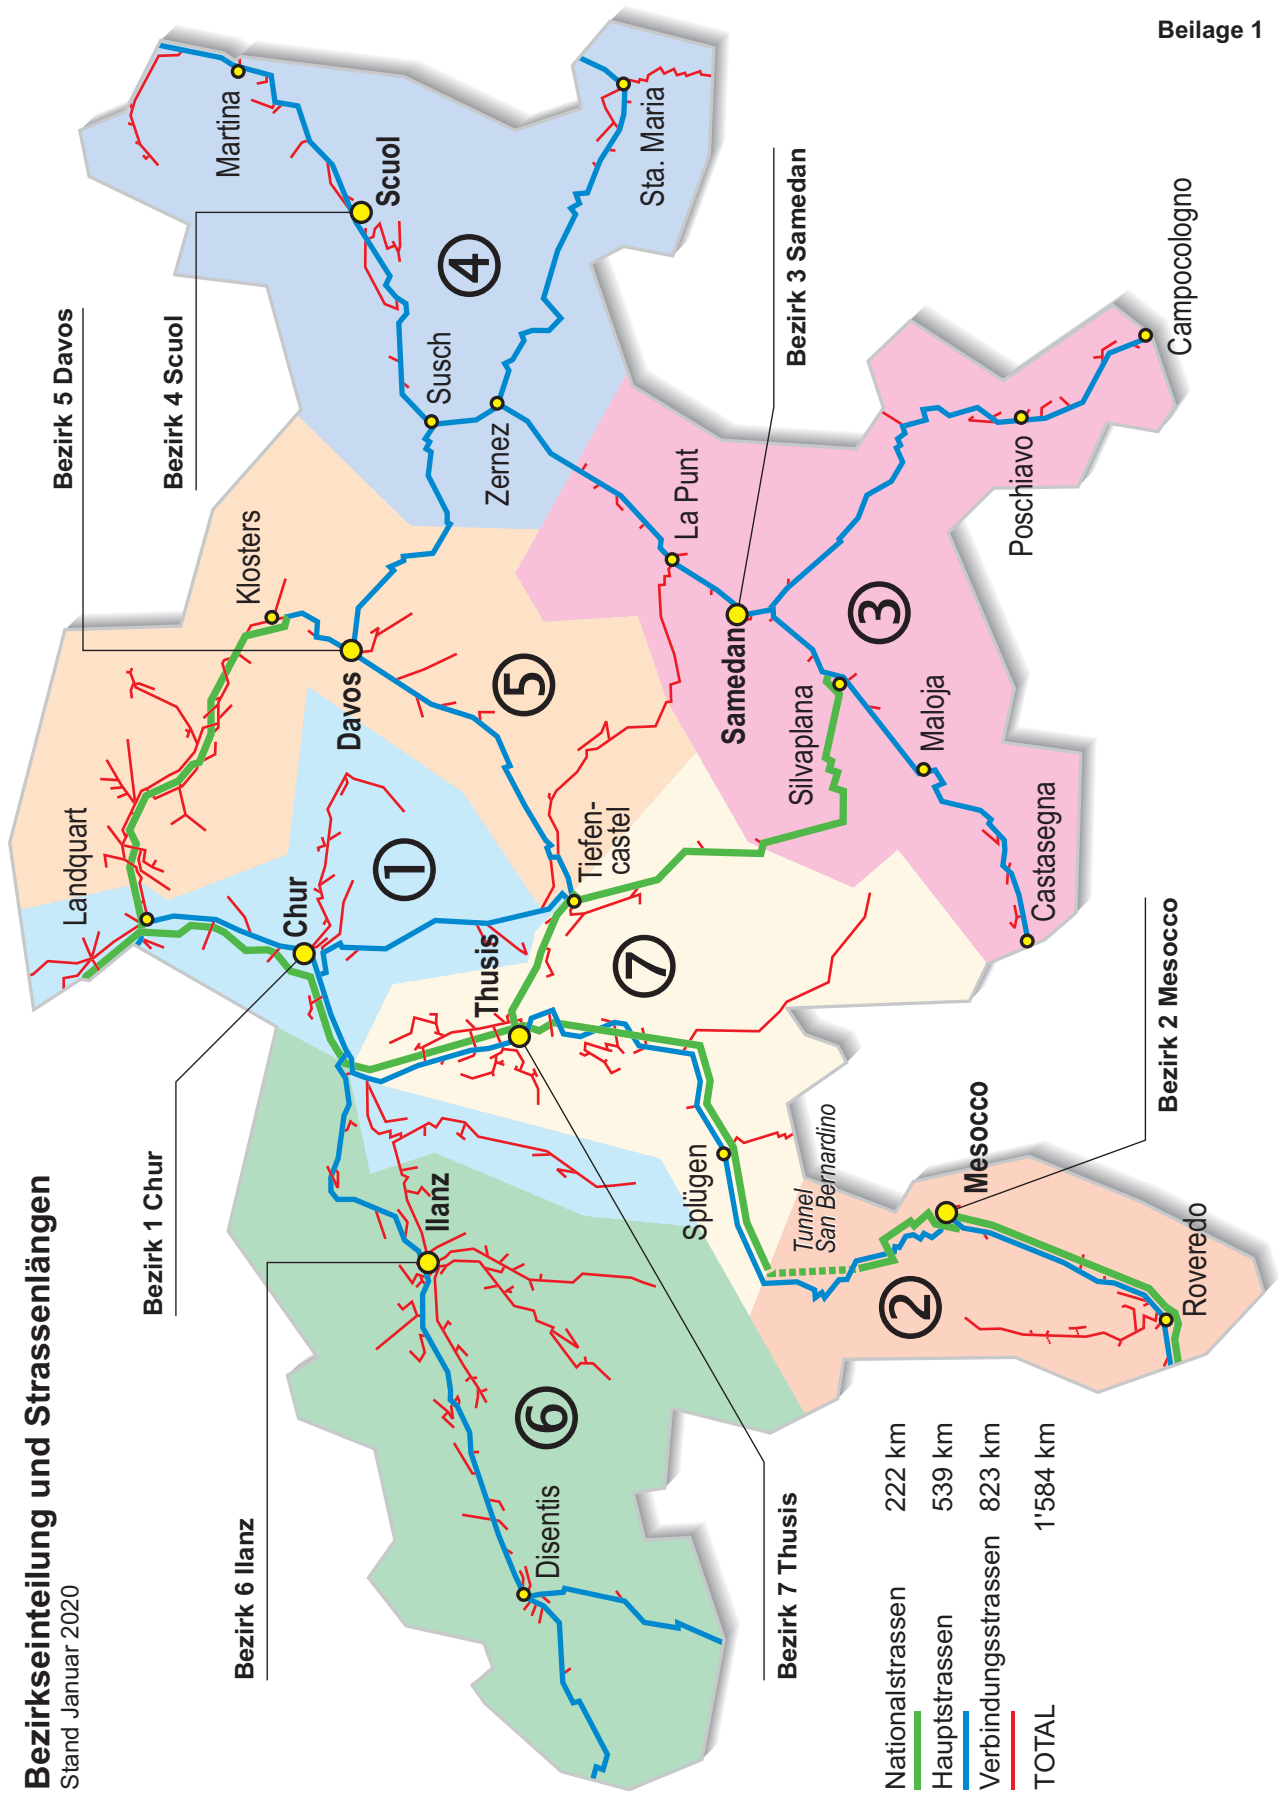 Beilage 1
Bezirkseinteilung und Strassenlängen
Stand Januar 2020
Bezirk 6 Ilanz
Bezirk 1 Chur
Bezirk 5 Davos
Bezirk 4 Scuol
Bezirk 3 Samedan
Bezirk 2 Mesocco
Bezirk 7 Thusis
Landquart
Klosters
Martina
Chur
Davos
Susch
Scuol
Ilanz
Thusis
Tiefen-
castel
Zernez
Sta. Maria
Disentis
La Punt
Splügen
Samedan
Silvaplana
Tunnel
San Bernardino
Maloja
Mesocco
Castasegna
Poschiavo
Campocologno
Roveredo
1
2
3
4
5
6
7
Nationalstrassen 222 km
Hauptstrassen 539 km
Verbindungsstrassen 823 km
TOTAL 1'584 km